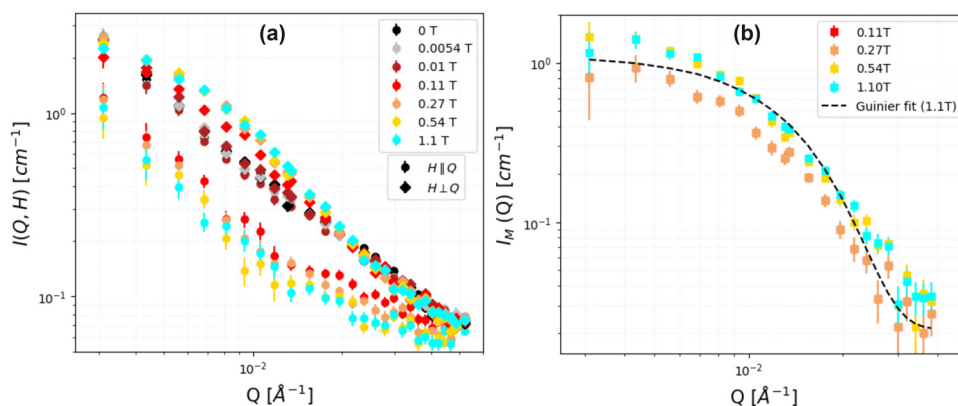 (a)
0 T
0.0054 T
0.01 T
0.11 T
0.27 T
0.54 T
1.1 T
H ∥ Q
H ⊥ Q
I(Q, H) [cm⁻¹]
10⁰
10⁻¹
10⁻²
10⁻¹
Q [Å⁻¹]
(b)
0.11T
0.27T
0.54T
1.10T
Guinier fit (1.1T)
I_M (Q) [cm⁻¹]
10⁰
10⁻¹
10⁻²
Q [Å⁻¹]